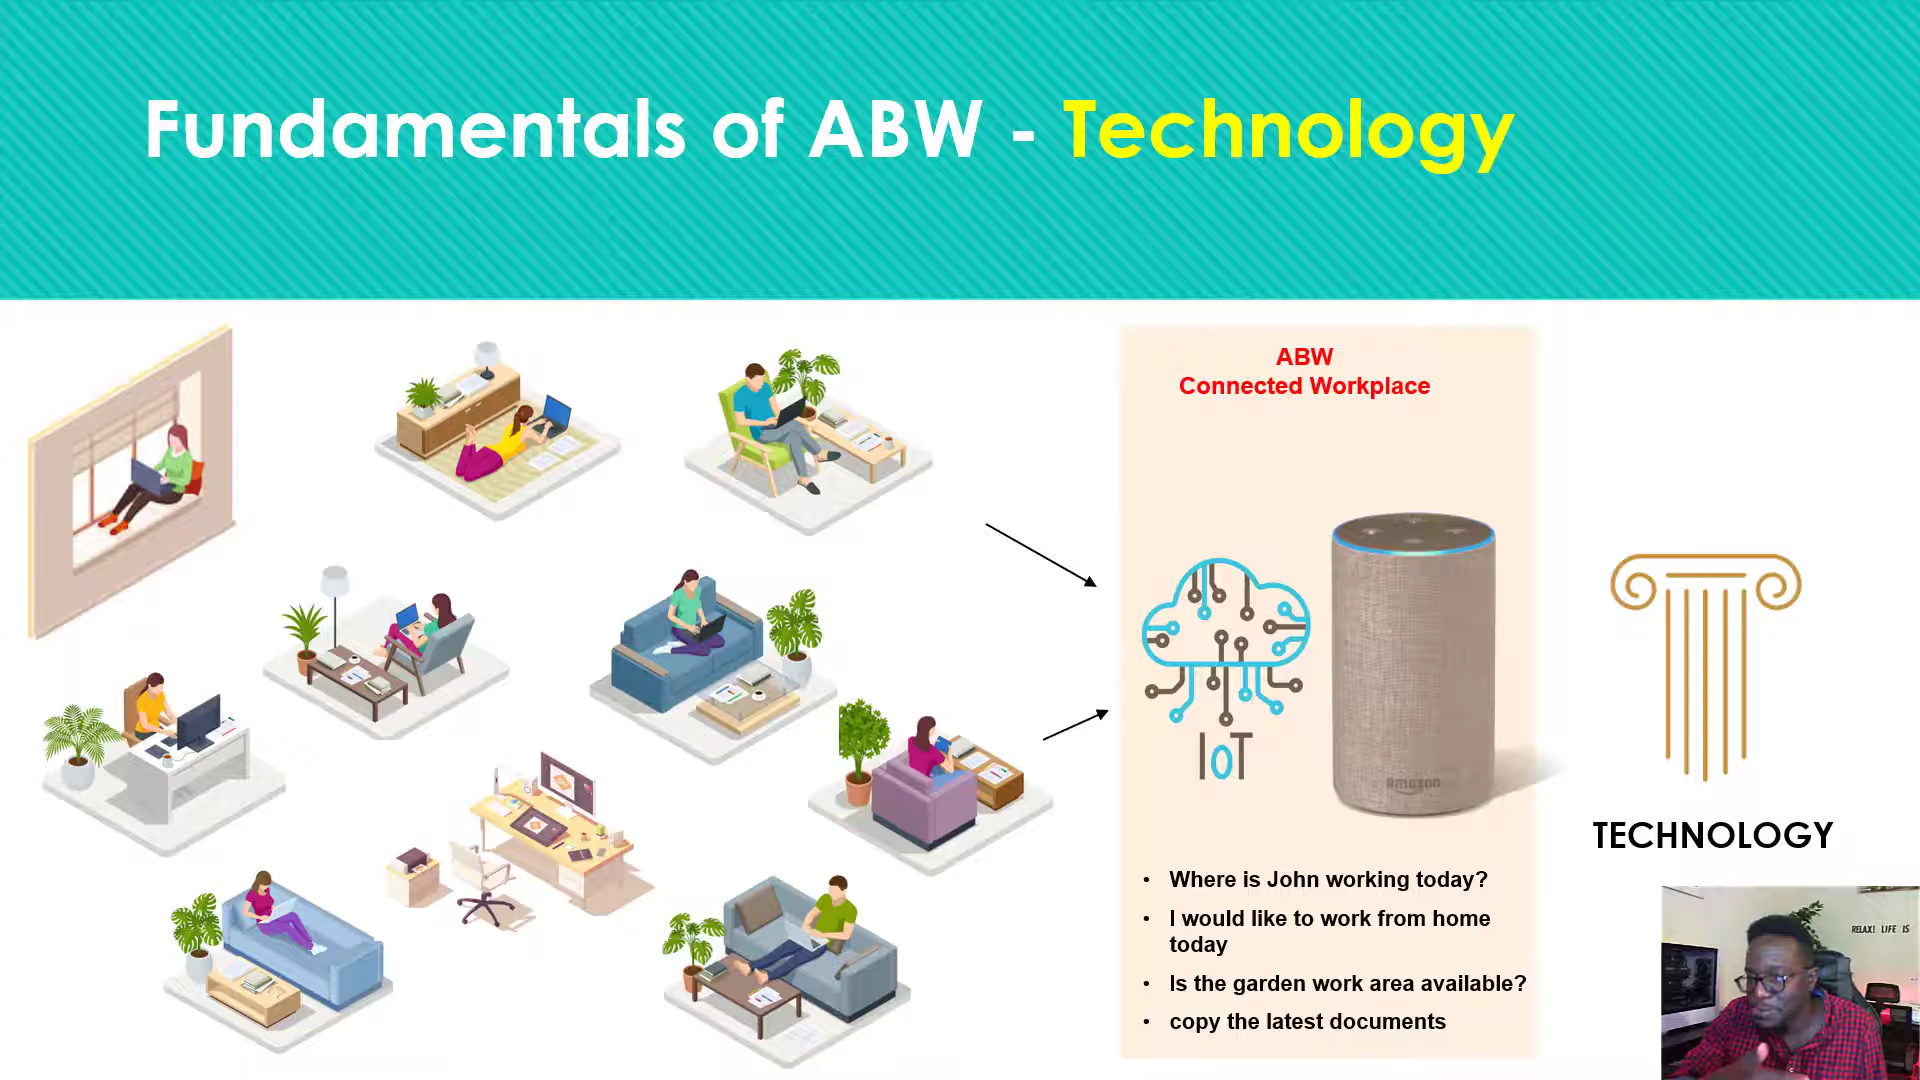 Fundamentals of ABW - Technology
ABW
Connected Workplace
IoT
amazon
• Where is John working today?
• I would like to work from home
today
• Is the garden work area available?
• copy the latest documents
TECHNOLOGY
RELAX! LIFE IS